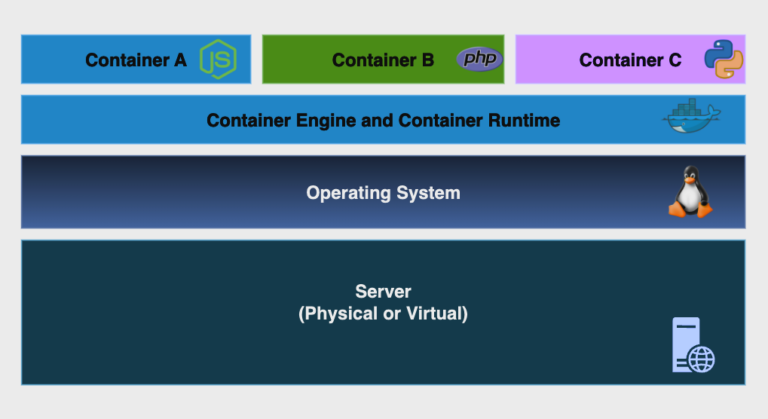 Container A
JS
Container B
php
Container C
Container Engine and Container Runtime
Operating System
Server
(Physical or Virtual)